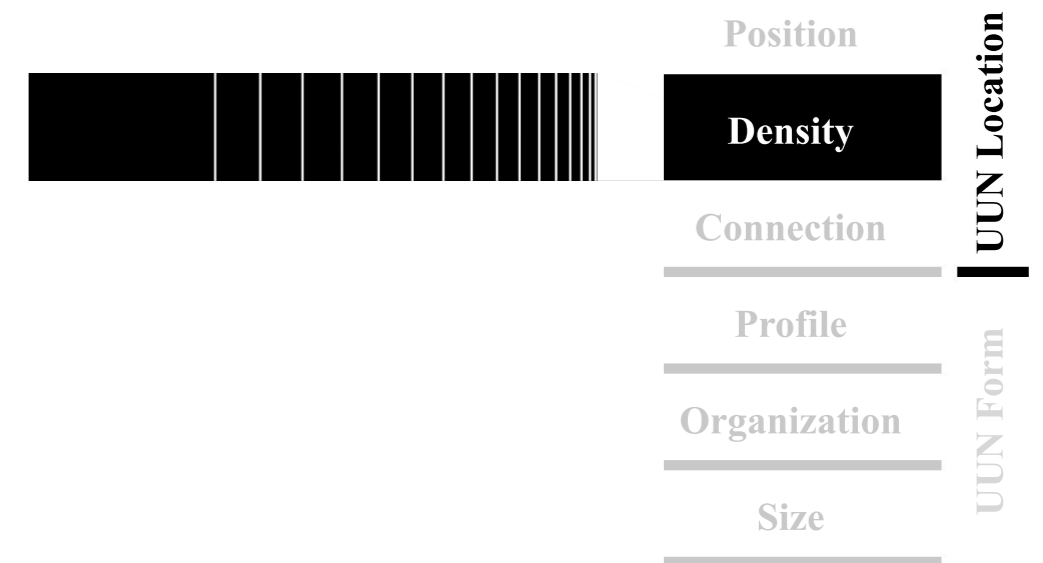 Position
Density
Connection
Profile
Organization
Size
UUN Location
UUN Form